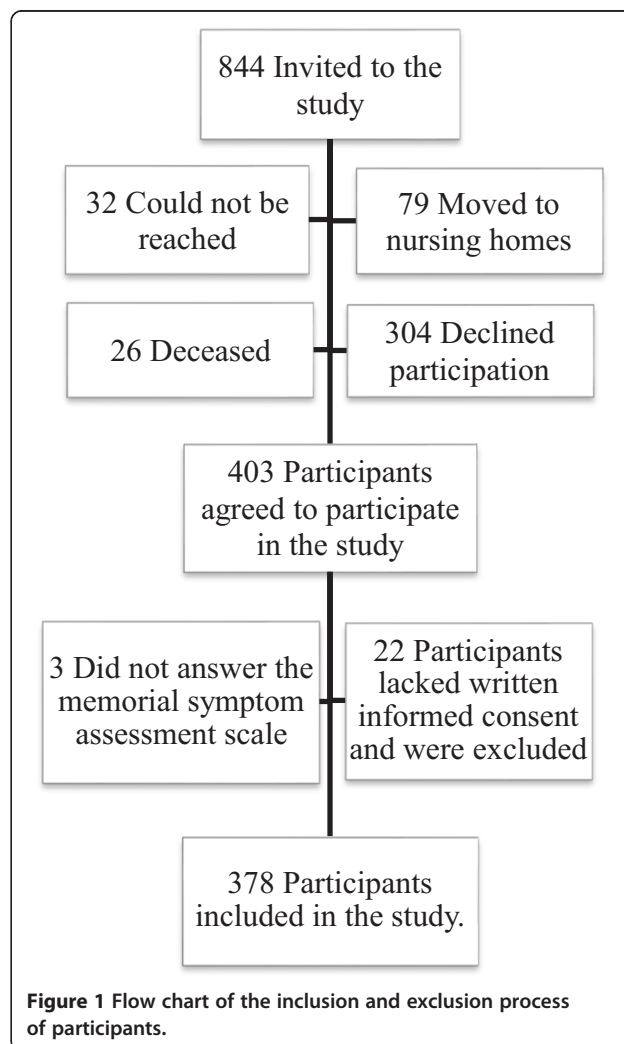 844 Invited to the
study
32 Could not be
reached
79 Moved to
nursing homes
26 Deceased
304 Declined
participation
403 Participants
agreed to participate
in the study
3 Did not answer the
memorial symptom
assessment scale
22 Participants
lacked written
informed consent
and were excluded
378 Participants
included in the study.
Figure 1 Flow chart of the inclusion and exclusion process
of participants.